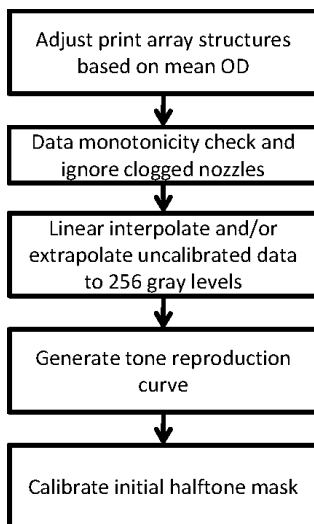 Adjust print array structures
based on mean OD
Data monotonicity check and
ignore clogged nozzles
Linear interpolate and/or
extrapolate uncalibrated data
to 256 gray levels
Generate tone reproduction
curve
Calibrate initial halftone mask